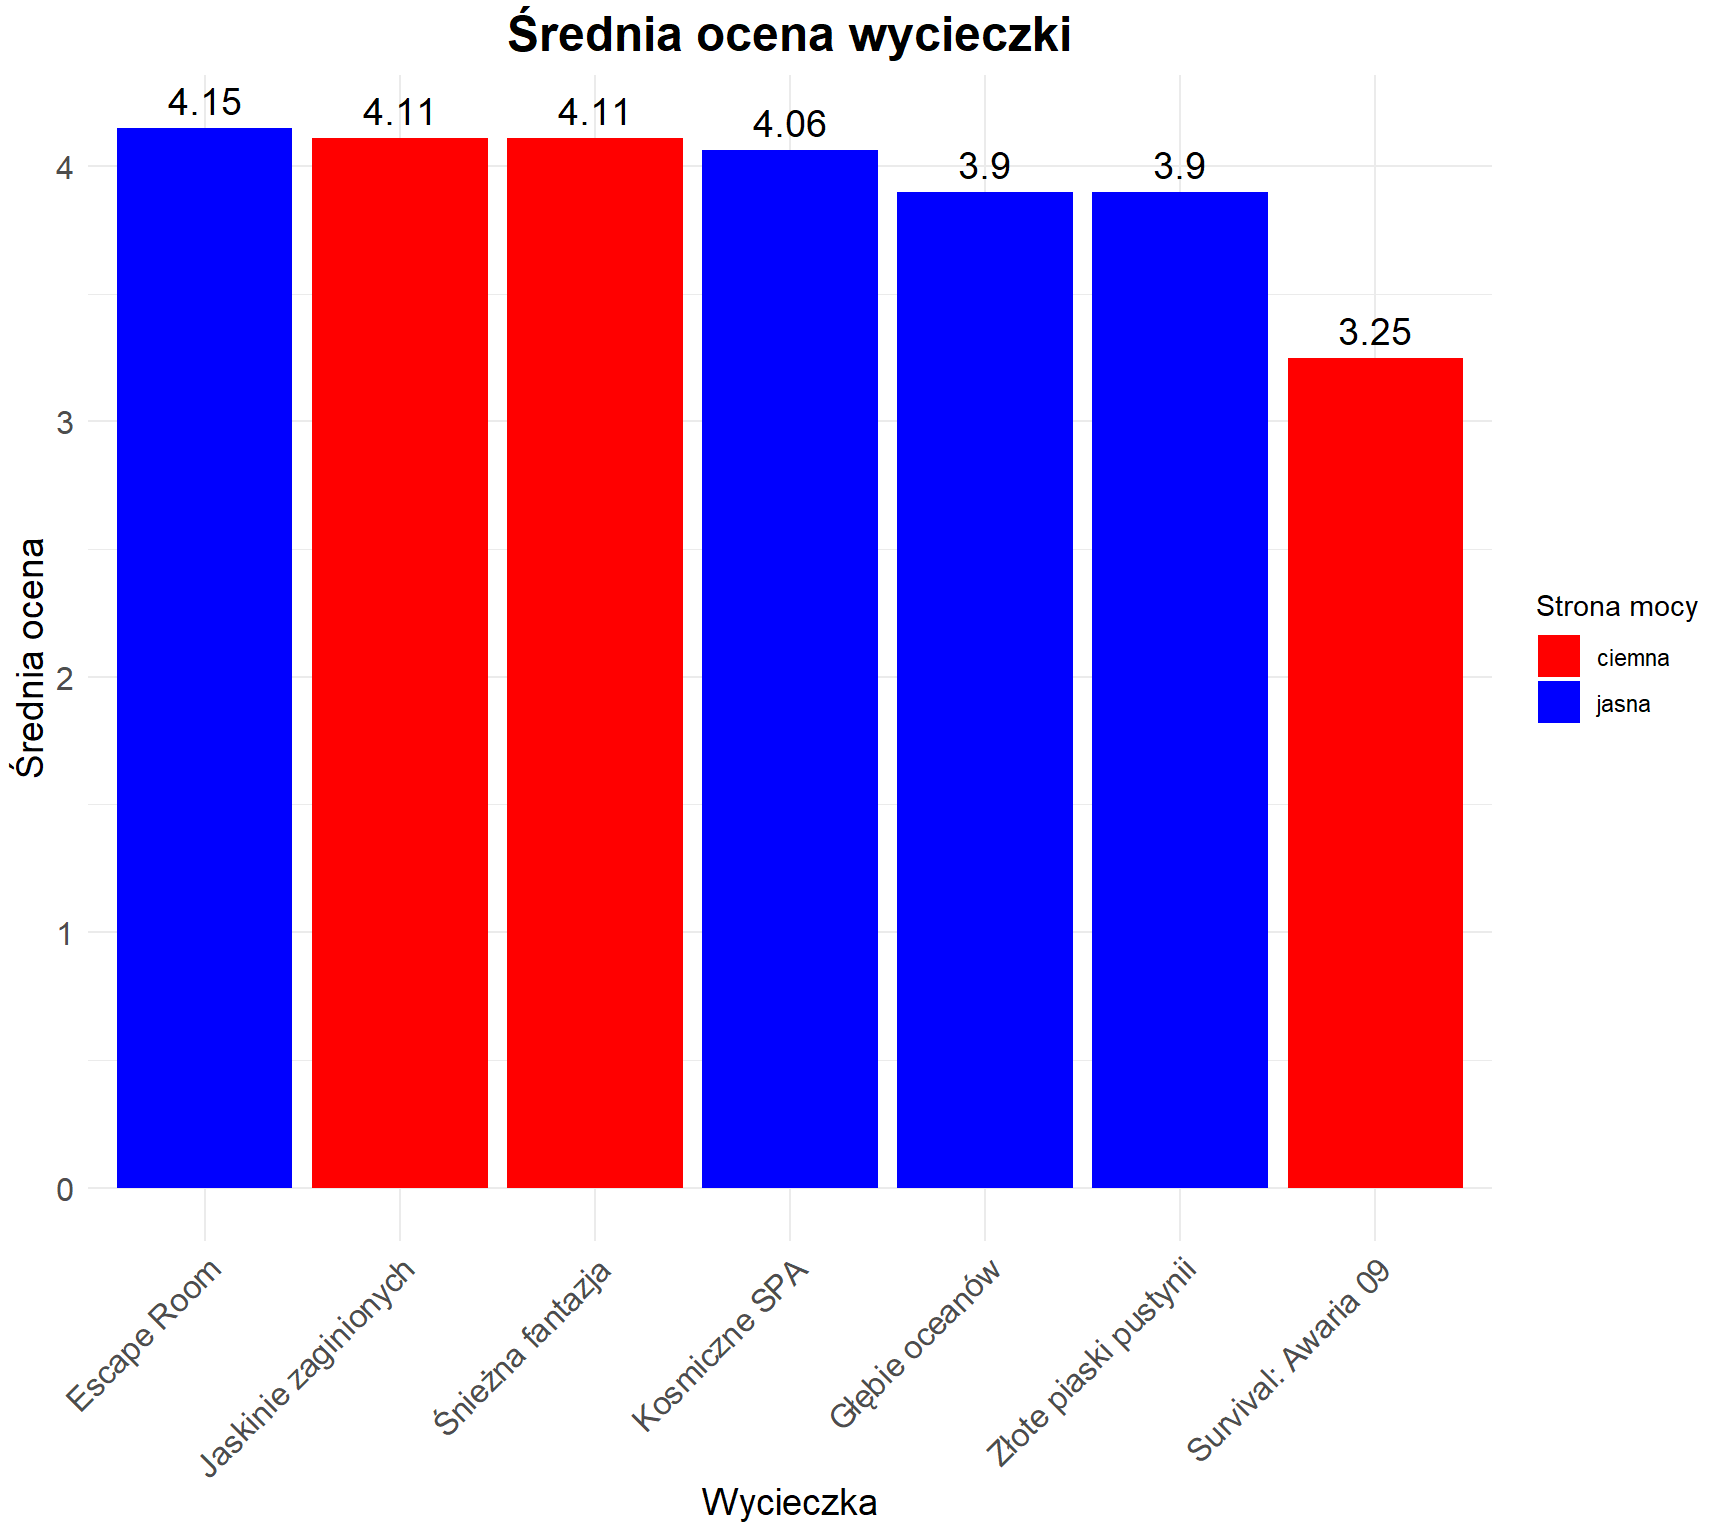 Średnia ocena wycieczki
4.15
4.11
4.11
4.06
3.9
3.9
3.25
4
3
2
1
0
Średnia ocena
Escape Room
Jaskinie zaginionych
Śnieżna fantazja
Kosmiczne SPA
Głębie oceanów
Złote piaski pustynii
Survival: Awaria 09
Wycieczka
Strona mocy
ciemna
jasna